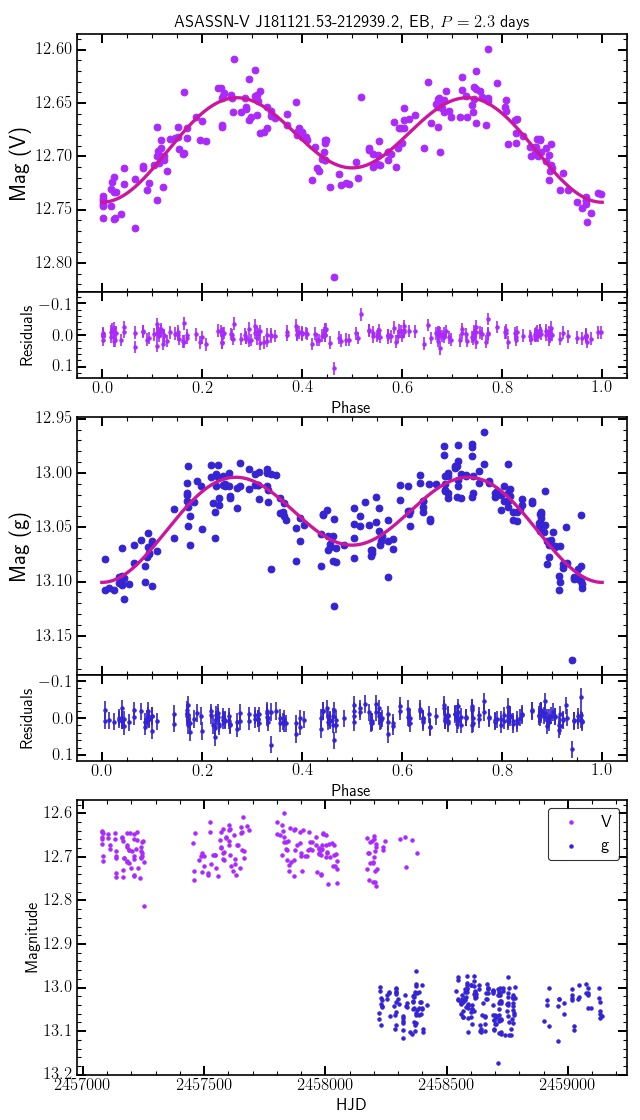 ASASSN-V J181121.53-212939.2, EB, P = 2.3 days
12.60
12.65
12.70
12.75
12.80
Mag (V)
−0.1
0.0
0.1
Residuals
0.0 0.2 0.4 0.6 0.8 1.0
Phase
12.95
13.00
13.05
13.10
13.15
Mag (g)
−0.1
0.0
0.1
Residuals
0.0 0.2 0.4 0.6 0.8 1.0
Phase
12.6
12.7
12.8
12.9
13.0
13.1
13.2
Magnitude
V
g
2457000 2457500 2458000 2458500 2459000
HJD